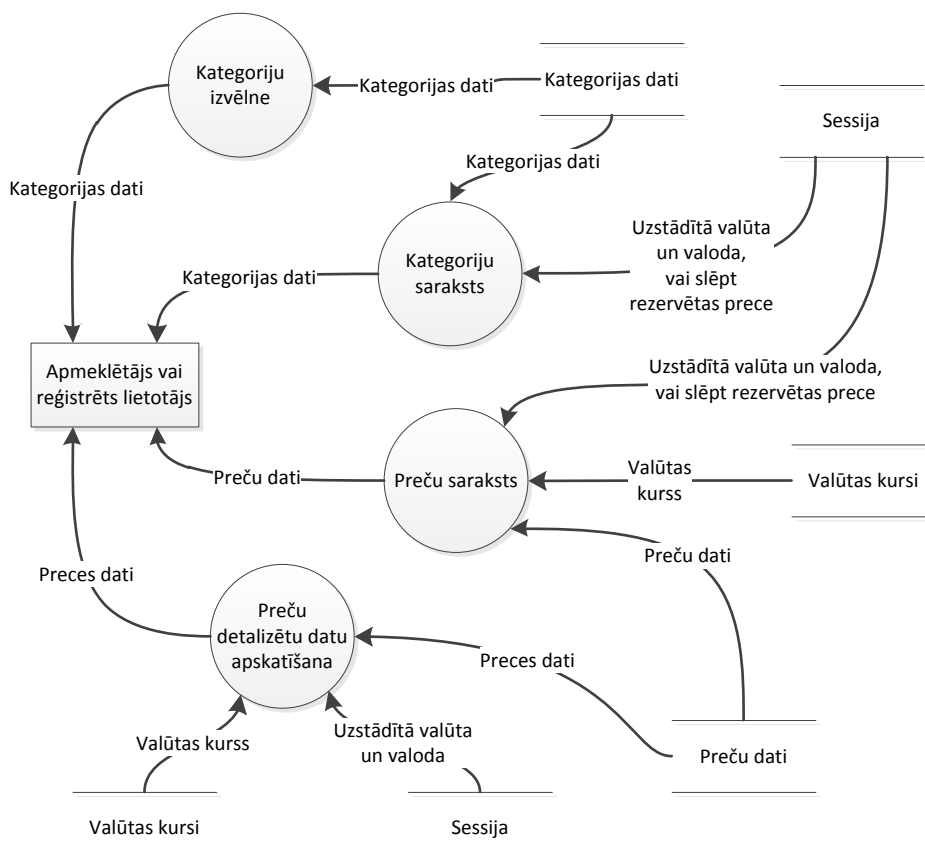 Kategoriju
izvēlne
Kategorijas dati
Kategorijas dati
Sessija
Kategorijas dati
Kategorijas dati
Uzstādītā valūta
un valoda,
vai slēpt
rezervētas prece
Kategoriju
saraksts
Kategorijas dati
Apmeklētājs vai
reģistrēts lietotājs
Uzstādītā valūta un valoda,
vai slēpt rezervētas prece
Preču dati
Preču saraksts
Valūtas
kurss
Valūtas kursi
Preču dati
Preces dati
Preču
detalizētu datu
apskatīšana
Preces dati
Valūtas kurss
Uzstādītā valūta
un valoda
Preču dati
Valūtas kursi
Sessija